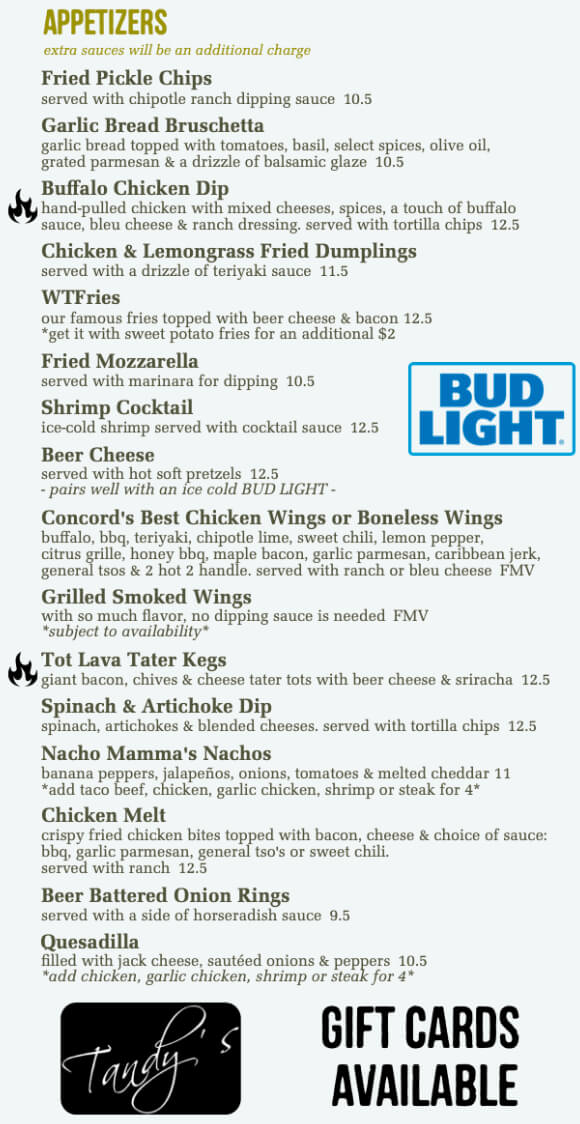 APPETIZERS
extra sauces will be an additional charge
Fried Pickle Chips
served with chipotle ranch dipping sauce 10.5
Garlic Bread Bruschetta
garlic bread topped with tomatoes, basil, select spices, olive oil,
grated parmesan & a drizzle of balsamic glaze 10.5
Buffalo Chicken Dip
hand-pulled chicken with mixed cheeses, spices, a touch of buffalo
sauce, bleu cheese & ranch dressing. served with tortilla chips 12.5
Chicken & Lemongrass Fried Dumplings
served with a drizzle of teriyaki sauce 11.5
WTFries
our famous fries topped with beer cheese & bacon 12.5
*get it with sweet potato fries for an additional $2
Fried Mozzarella
served with marinara for dipping 10.5
Shrimp Cocktail
ice-cold shrimp served with cocktail sauce 12.5
BUD
LIGHT®
Beer Cheese
served with hot soft pretzels 12.5
- pairs well with an ice cold BUD LIGHT -
Concord's Best Chicken Wings or Boneless Wings
buffalo, bbq, teriyaki, chipotle lime, sweet chili, lemon pepper,
citrus grille, honey bbq, maple bacon, garlic parmesan, caribbean jerk,
general tsos & 2 hot 2 handle. served with ranch or bleu cheese FMV
Grilled Smoked Wings
with so much flavor, no dipping sauce is needed FMV
*subject to availability*
Tot Lava Tater Kegs
giant bacon, chives & cheese tater tots with beer cheese & sriracha 12.5
Spinach & Artichoke Dip
spinach, artichokes & blended cheeses. served with tortilla chips 12.5
Nacho Mamma's Nachos
banana peppers, jalapeños, onions, tomatoes & melted cheddar 11
*add taco beef, chicken, garlic chicken, shrimp or steak for 4*
Chicken Melt
crispy fried chicken bites topped with bacon, cheese & choice of sauce:
bbq, garlic parmesan, general tso's or sweet chili.
served with ranch 12.5
Beer Battered Onion Rings
served with a side of horseradish sauce 9.5
Quesadilla
filled with jack cheese, sautéed onions & peppers 10.5
*add chicken, garlic chicken, shrimp or steak for 4*
Tandy's
GIFT CARDS
AVAILABLE